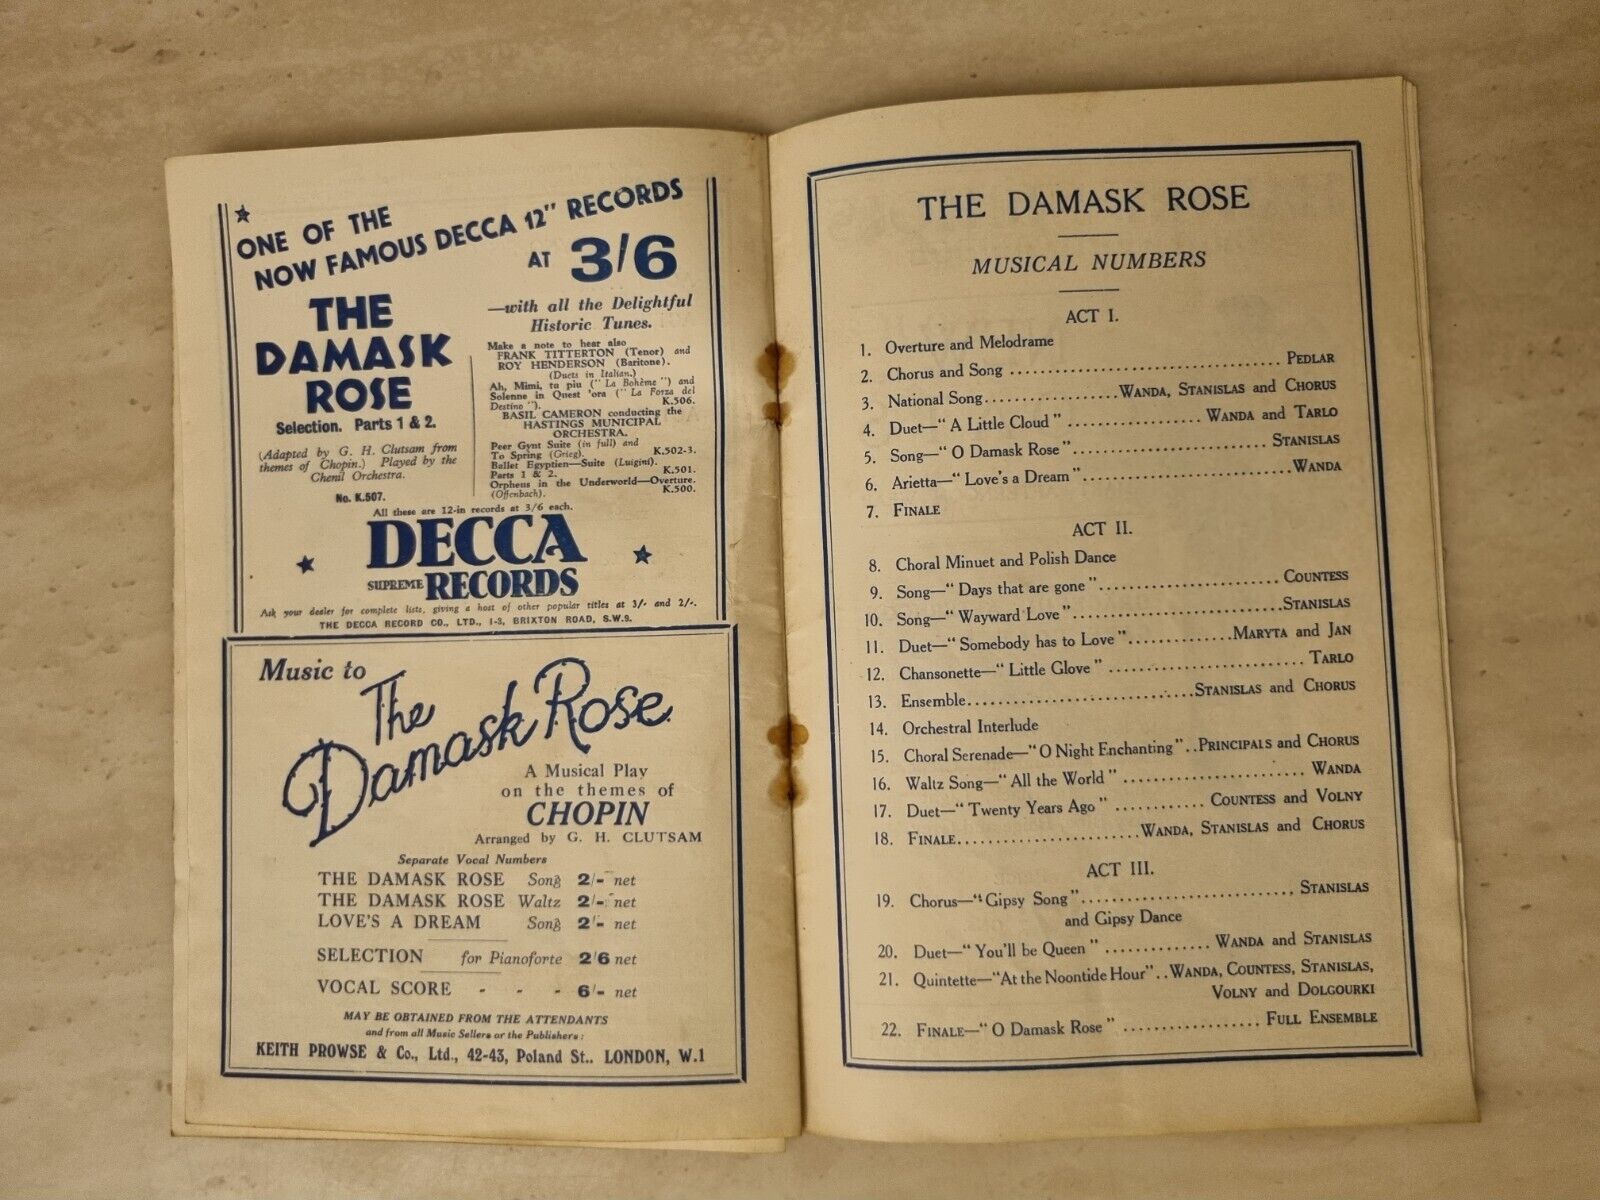 ONE OF THE
NOW FAMOUS DECCA 12" RECORDS
AT 3/6
THE
DAMASK
ROSE
Selection. Parts 1 & 2.
(Adapted by G. H. Clutsam from
themes of Chopin.) Played by the
Chenil Orchestra.
No. K.507.
—with all the Delightful
Historic Tunes.
Make a note to hear also
FRANK TITTERTON (Tenor) and
ROY HENDERSON (Baritone).
(Duets in Italian.)
Ah, Mimi, tu piu ("La Bohème") and
Solenne in Quest 'ora ("La Forza del
Destino"). K.506.
BASIL CAMERON conducting the
HASTINGS MUNICIPAL
ORCHESTRA.
Peer Gynt Suite (in full) and
To Spring (Grieg). K.502-3.
Ballet Egyptien—Suite (Luigini).
Parts 1 & 2. K.501.
Orpheus in the Underworld—Overture.
(Offenbach). K.500.
All these are 12-in records at 3/6 each.
DECCA
SUPREME RECORDS
Ask your dealer for complete lists, giving a host of other popular titles at 3/- and 2/-.
THE DECCA RECORD CO., LTD., 1-3, BRIXTON ROAD, S.W.9.
Music to
The
Damask Rose
A Musical Play
on the themes of
CHOPIN
Arranged by G. H. CLUTSAM
Separate Vocal Numbers
THE DAMASK ROSE Song 2/- net
THE DAMASK ROSE Waltz 2/- net
LOVE'S A DREAM Song 2/- net
SELECTION for Pianoforte 2/6 net
VOCAL SCORE - - - 6/- net
MAY BE OBTAINED FROM THE ATTENDANTS
and from all Music Sellers or the Publishers:
KEITH PROWSE & Co., Ltd., 42-43, Poland St., LONDON, W.1
THE DAMASK ROSE
MUSICAL NUMBERS
ACT I.
1. Overture and Melodrame
2. Chorus and Song ........ PEDLAR
3. National Song ........ WANDA, STANISLAS and CHORUS
4. Duet—"A Little Cloud" ........ WANDA and TARLO
5. Song—"O Damask Rose" ........ STANISLAS
6. Arietta—"Love's a Dream" ........ WANDA
7. FINALE
ACT II.
8. Choral Minuet and Polish Dance
9. Song—"Days that are gone" ........ COUNTESS
10. Song—"Wayward Love" ........ STANISLAS
11. Duet—"Somebody has to Love" ........ MARYTA and JAN
12. Chansonette—"Little Glove" ........ TARLO
13. Ensemble ........ STANISLAS and CHORUS
14. Orchestral Interlude
15. Choral Serenade—"O Night Enchanting" .. PRINCIPALS and CHORUS
16. Waltz Song—"All the World" ........ WANDA
17. Duet—"Twenty Years Ago" ........ COUNTESS and VOLNY
18. FINALE ........ WANDA, STANISLAS and CHORUS
ACT III.
19. Chorus—"Gipsy Song" ........ STANISLAS
and Gipsy Dance
20. Duet—"You'll be Queen" ........ WANDA and STANISLAS
21. Quintette—"At the Noontide Hour" .. WANDA, COUNTESS, STANISLAS,
VOLNY and DOLGOURKI
22. FINALE—"O Damask Rose" ........ FULL ENSEMBLE